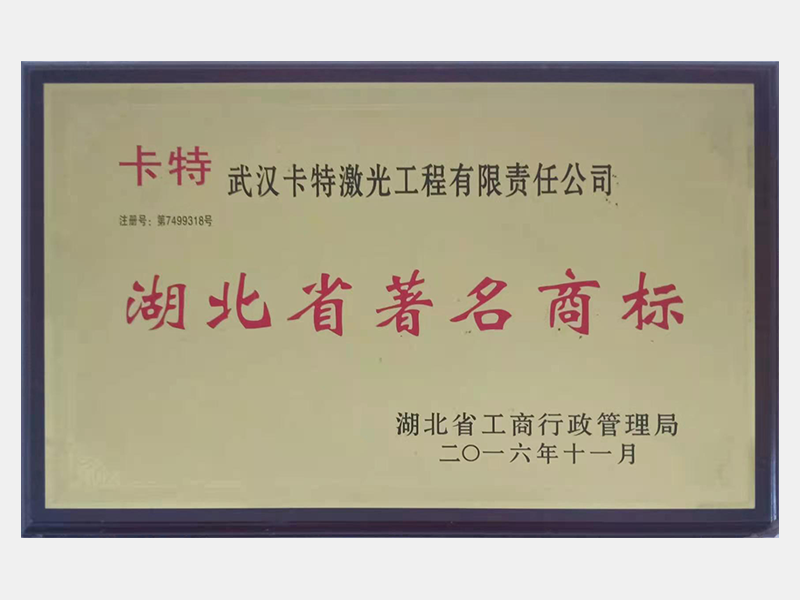 卡特 武汉卡特激光工程有限责任公司
注册号：第7499318号
湖北省著名商标
湖北省工商行政管理局
二〇一六年十一月